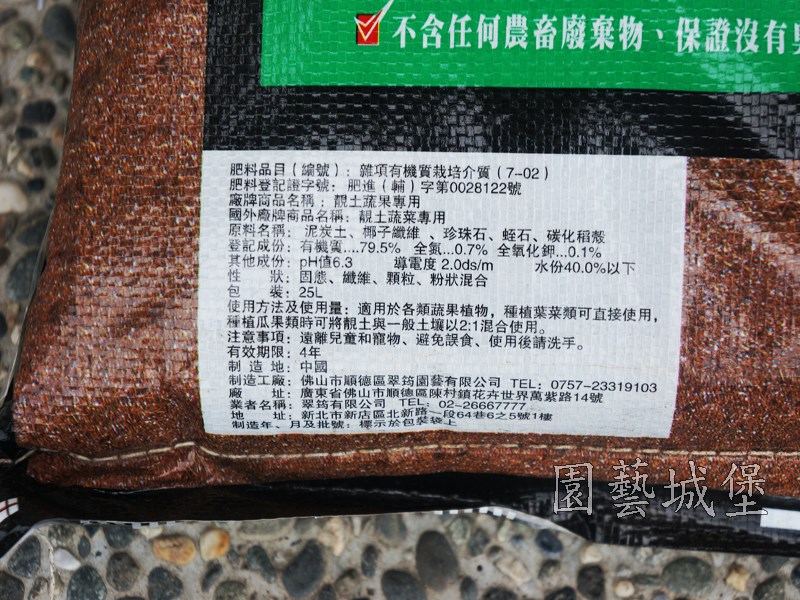 不含任何農畜廢棄物、保證沒有
肥料品目(編號):雜項有機質栽培介質(7-02)
肥料登記證字號:肥進(輔)字第0028122號
廠牌商品名稱:靚土蔬果專用
國外廠牌商品名稱:靚土蔬菜專用
原料名稱:泥炭土、椰子纖維、珍珠石、蛭石、碳化稻殼
登記成份:有機質....79.5% 全氮...0.7% 全氧化鉀...0.1%
其他成份:pH值6.3 導電度 2.0ds/m 水份40.0%以下
性 狀:固態、纖維、顆粒、粉狀混合
包 裝:25L
使用方法及使用量:適用於各類蔬果植物,種植葉菜類可直接使用,
種植瓜果類時可將靚土與一般土壤以2:1混合使用。
注意事項:遠離兒童和寵物、避免誤食、使用後請洗手。
有效期限:4年
製 造 地:中國
製造工廠:佛山市順德區翠筠園藝有限公司 TEL:0757-23319103
廠 址:廣東省佛山市順德區陳村鎮花卉世界萬紫路14號
業者名稱:翠筠有限公司 TEL:02-26667777
地 址:新北市新店區北新路一段64巷6之5號1樓
制造年、月及批號:標示於包裝袋上
園藝城堡